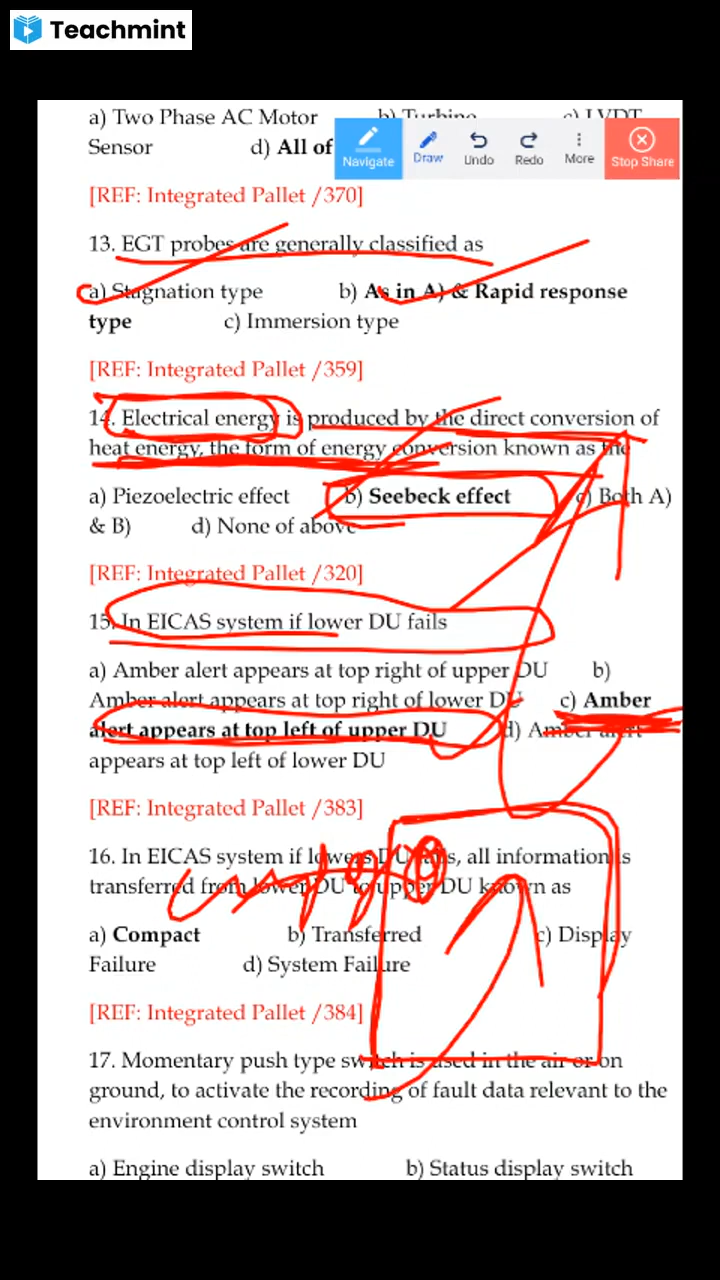 Teachmint
a) Two Phase AC Motor b) Turbine c) LVDT
Sensor d) All of
Navigate Draw Undo Redo More Stop Share
[REF: Integrated Pallet /370]
13. EGT probes are generally classified as
a) Stagnation type b) As in A) & Rapid response
type c) Immersion type
[REF: Integrated Pallet /359]
14. Electrical energy is produced by the direct conversion of
heat energy, the form of energy conversion known as the
a) Piezoelectric effect b) Seebeck effect c) Both A)
& B) d) None of above
[REF: Integrated Pallet /320]
15. In EICAS system if lower DU fails
a) Amber alert appears at top right of upper DU b)
Amber alert appears at top right of lower DU c) Amber
alert appears at top left of upper DU d) Amber alert
appears at top left of lower DU
[REF: Integrated Pallet /383]
16. In EICAS system if lowers DU fails, all information is
transferred from lower DU to upper DU known as
a) Compact b) Transferred c) Display
Failure d) System Failure
[REF: Integrated Pallet /384]
17. Momentary push type switch is used in the air or on
ground, to activate the recording of fault data relevant to the
environment control system
a) Engine display switch b) Status display switch